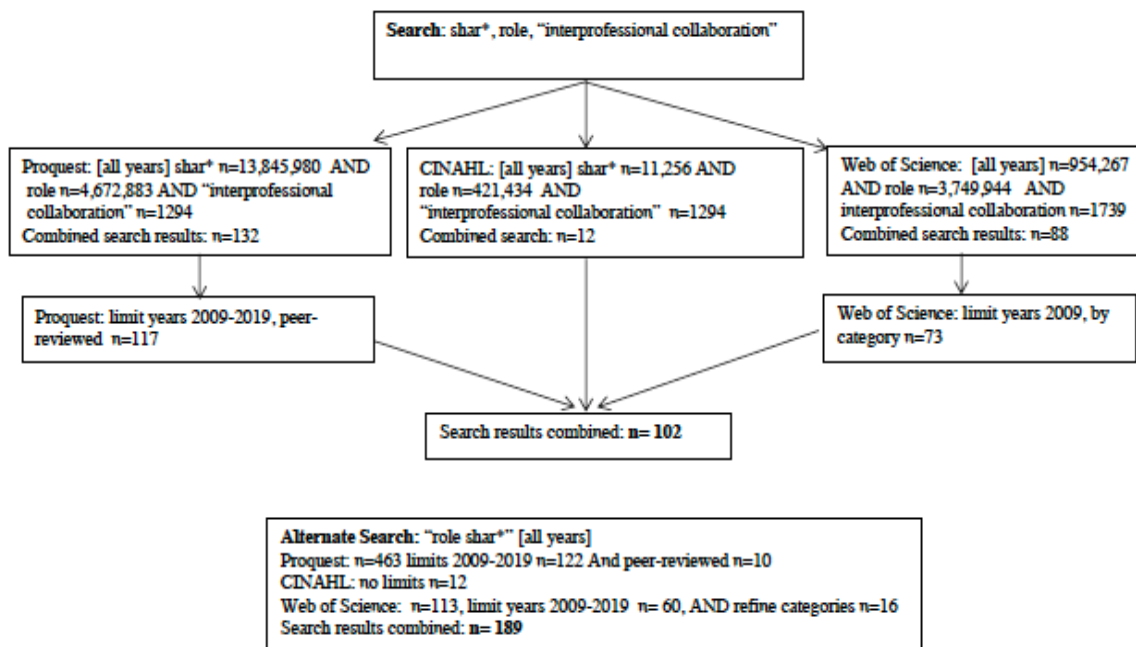 Search: shar*, role, “interprofessional collaboration”
Proquest: [all years] shar* n=13,845,980 AND
role n=4,672,883 AND “interprofessional
collaboration” n=1294
Combined search results: n=132
CINAHL: [all years] shar* n=11,256 AND
role n=421,434 AND
“interprofessional collaboration” n=1294
Combined search: n=12
Web of Science: [all years] n=954,267
AND role n=3,749,944 AND
interprofessional collaboration n=1739
Combined search results: n=88
Proquest: limit years 2009-2019, peer-
reviewed n=117
Web of Science: limit years 2009, by
category n=73
Search results combined: n= 102
Alternate Search: “role shar*” [all years]
Proquest: n=463 limits 2009-2019 n=122 And peer-reviewed n=10
CINAHL: no limits n=12
Web of Science: n=113, limit years 2009-2019 n= 60, AND refine categories n=16
Search results combined: n= 189